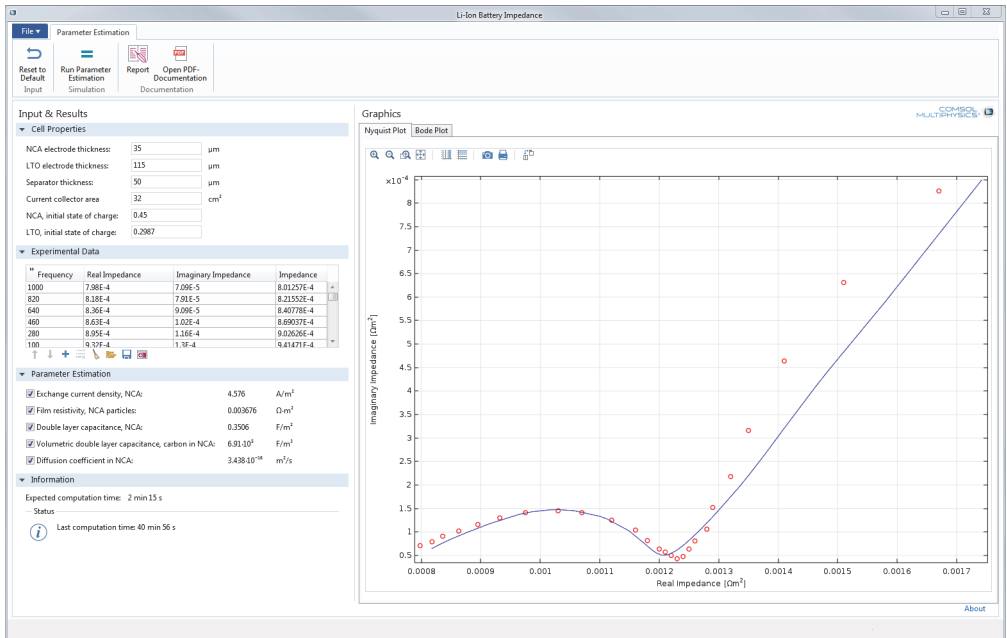 Li-Ion Battery Impedance
File ▾ Parameter Estimation
Reset to Default
Run Parameter Estimation
Report
Open PDF-Documentation
Input Simulation Documentation
Input & Results
Cell Properties
NCA electrode thickness: 35 µm
LTO electrode thickness: 115 µm
Separator thickness: 50 µm
Current collector area 32 cm²
NCA, initial state of charge: 0.45
LTO, initial state of charge: 0.2987
Experimental Data
Frequency Real Impedance Imaginary Impedance Impedance
1000 7.98E-4 7.09E-5 8.01257E-4
820 8.18E-4 7.91E-5 8.21552E-4
640 8.36E-4 9.09E-5 8.40778E-4
460 8.63E-4 1.02E-4 8.69037E-4
280 8.95E-4 1.16E-4 9.02626E-4
100 9.32E-4 1.3E-4 9.41471E-4
Parameter Estimation
Exchange current density, NCA: 4.576 A/m²
Film resistivity, NCA particles: 0.003676 Ω·m²
Double layer capacitance, NCA: 0.3506 F/m²
Volumetric double layer capacitance, carbon in NCA:
Diffusion coefficient in NCA: m²/s
Information
Expected computation time: 2 min 15 s
Status
Last computation time: 40 min 56 s
Graphics
COMSOL
MULTIPHYSICS®
Nyquist Plot Bode Plot
×10⁻⁴
8
7.5
7
6.5
6
5.5
5
4.5
4
3.5
3
2.5
2
1.5
1
0.5
Imaginary Impedance [Ωm²]
0.0008 0.0009 0.001 0.0011 0.0012 0.0013 0.0014 0.0015 0.0016 0.0017
Real Impedance [Ωm²]
About